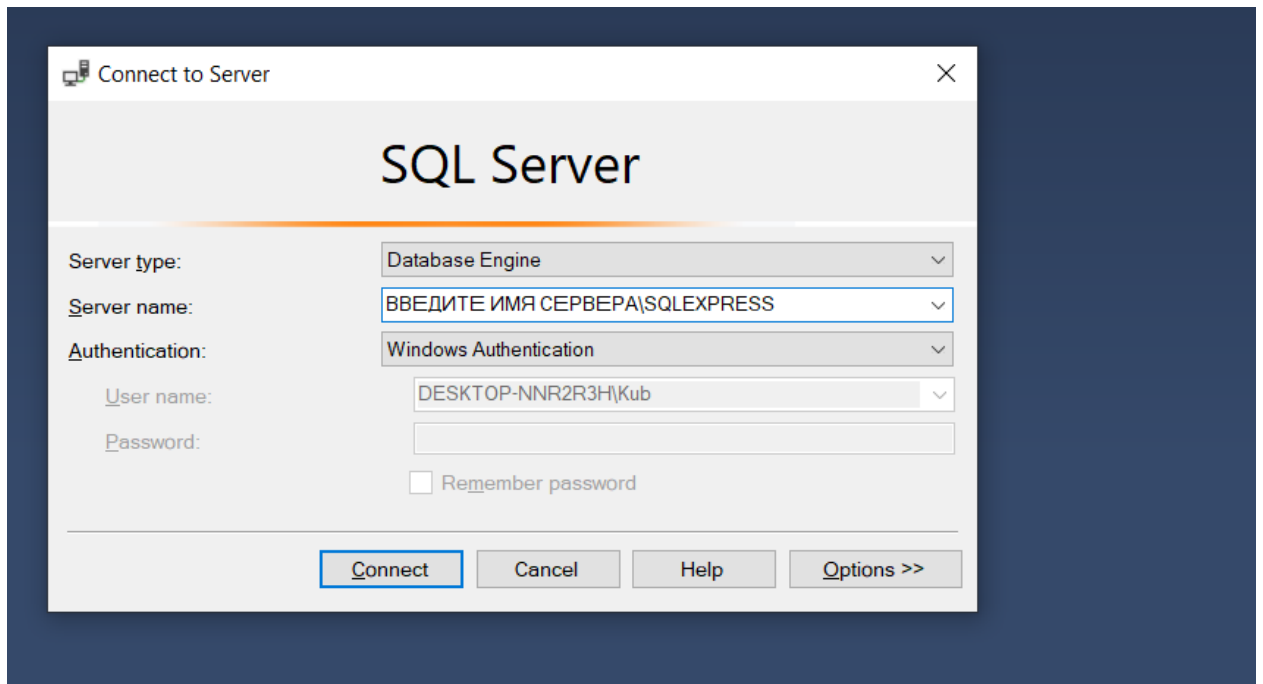 Connect to Server
SQL Server
Server type: Database Engine
Server name: ВВЕДИТЕ ИМЯ СЕРВЕРА\SQLEXPRESS
Authentication: Windows Authentication
User name: DESKTOP-NNR2R3H\Kub
Password:
Remember password
Connect Cancel Help Options >>